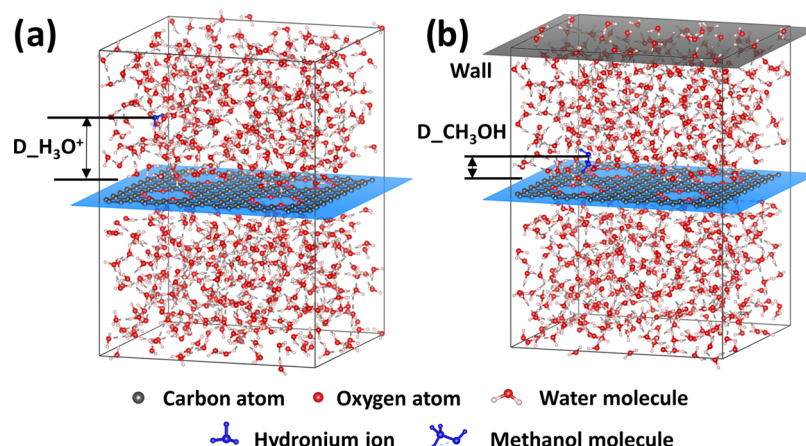 (a)
D_H₃O⁺
(b)
Wall
D_CH₃OH
Carbon atom Oxygen atom Water molecule
Hydronium ion Methanol molecule